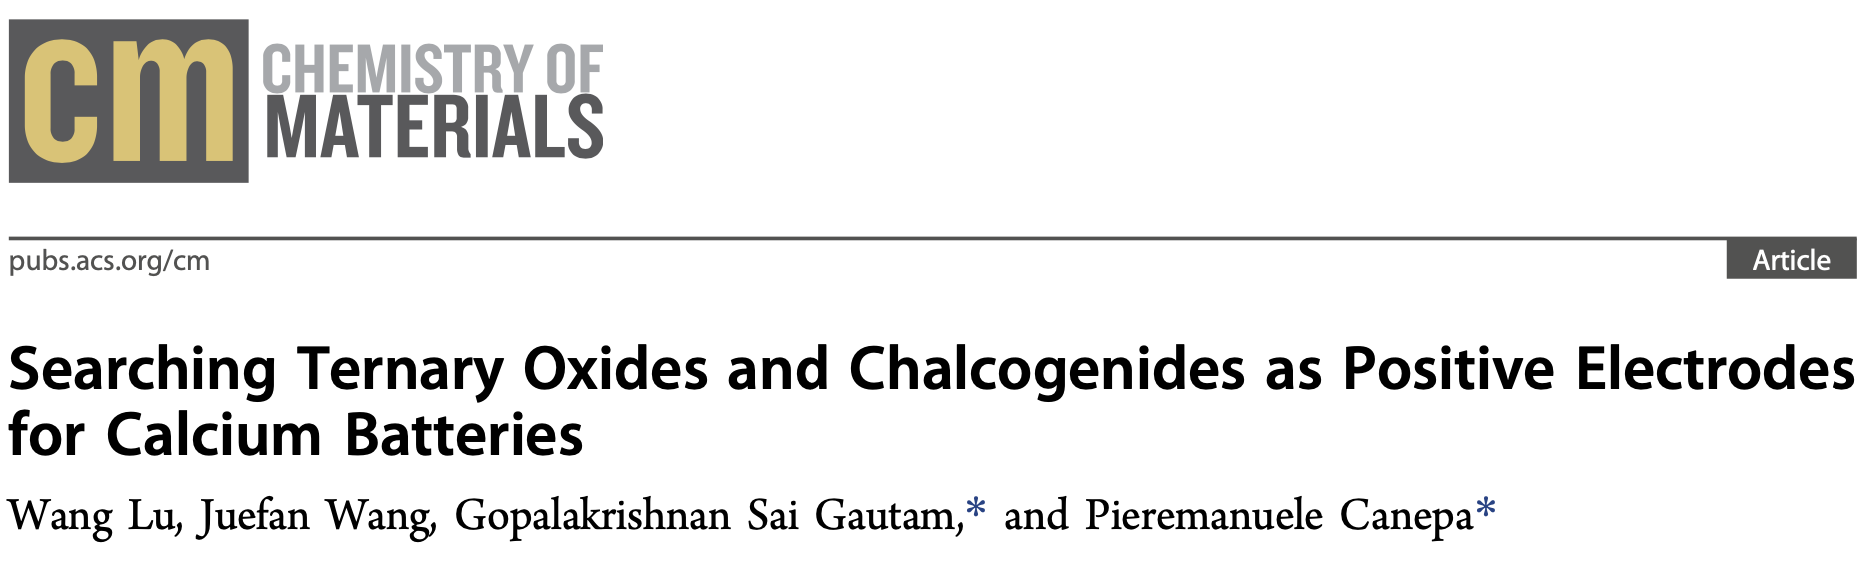 cm CHEMISTRY OF
MATERIALS
pubs.acs.org/cm Article
Searching Ternary Oxides and Chalcogenides as Positive Electrodes
for Calcium Batteries
Wang Lu, Juefan Wang, Gopalakrishnan Sai Gautam,* and Pieremanuele Canepa*